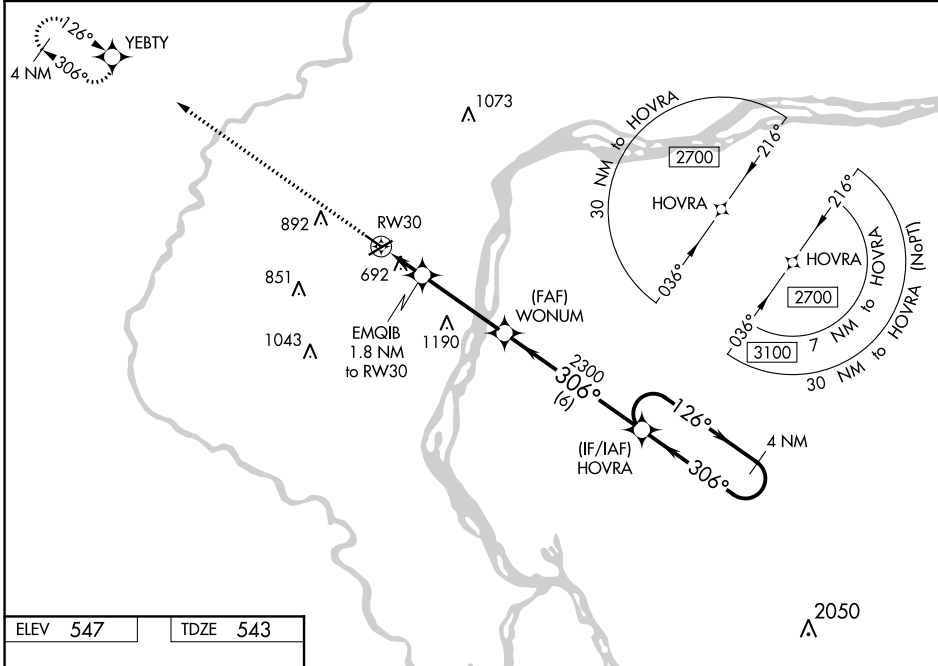 126°
YEBTY
4 NM
306°
1073
30 NM to HOVRA
2700
216°
HOVRA
036°
216°
HOVRA
2700
7 NM to HOVRA
30 NM to HOVRA (NoPT)
036°
3100
892
RW30
692
851
1043
EMQIB
1.8 NM
to RW30
1190
(FAF)
WONUM
2300
306°
(6)
126°
4 NM
(IF/IAF)
HOVRA
306°
2050
ELEV 547
TDZE 543